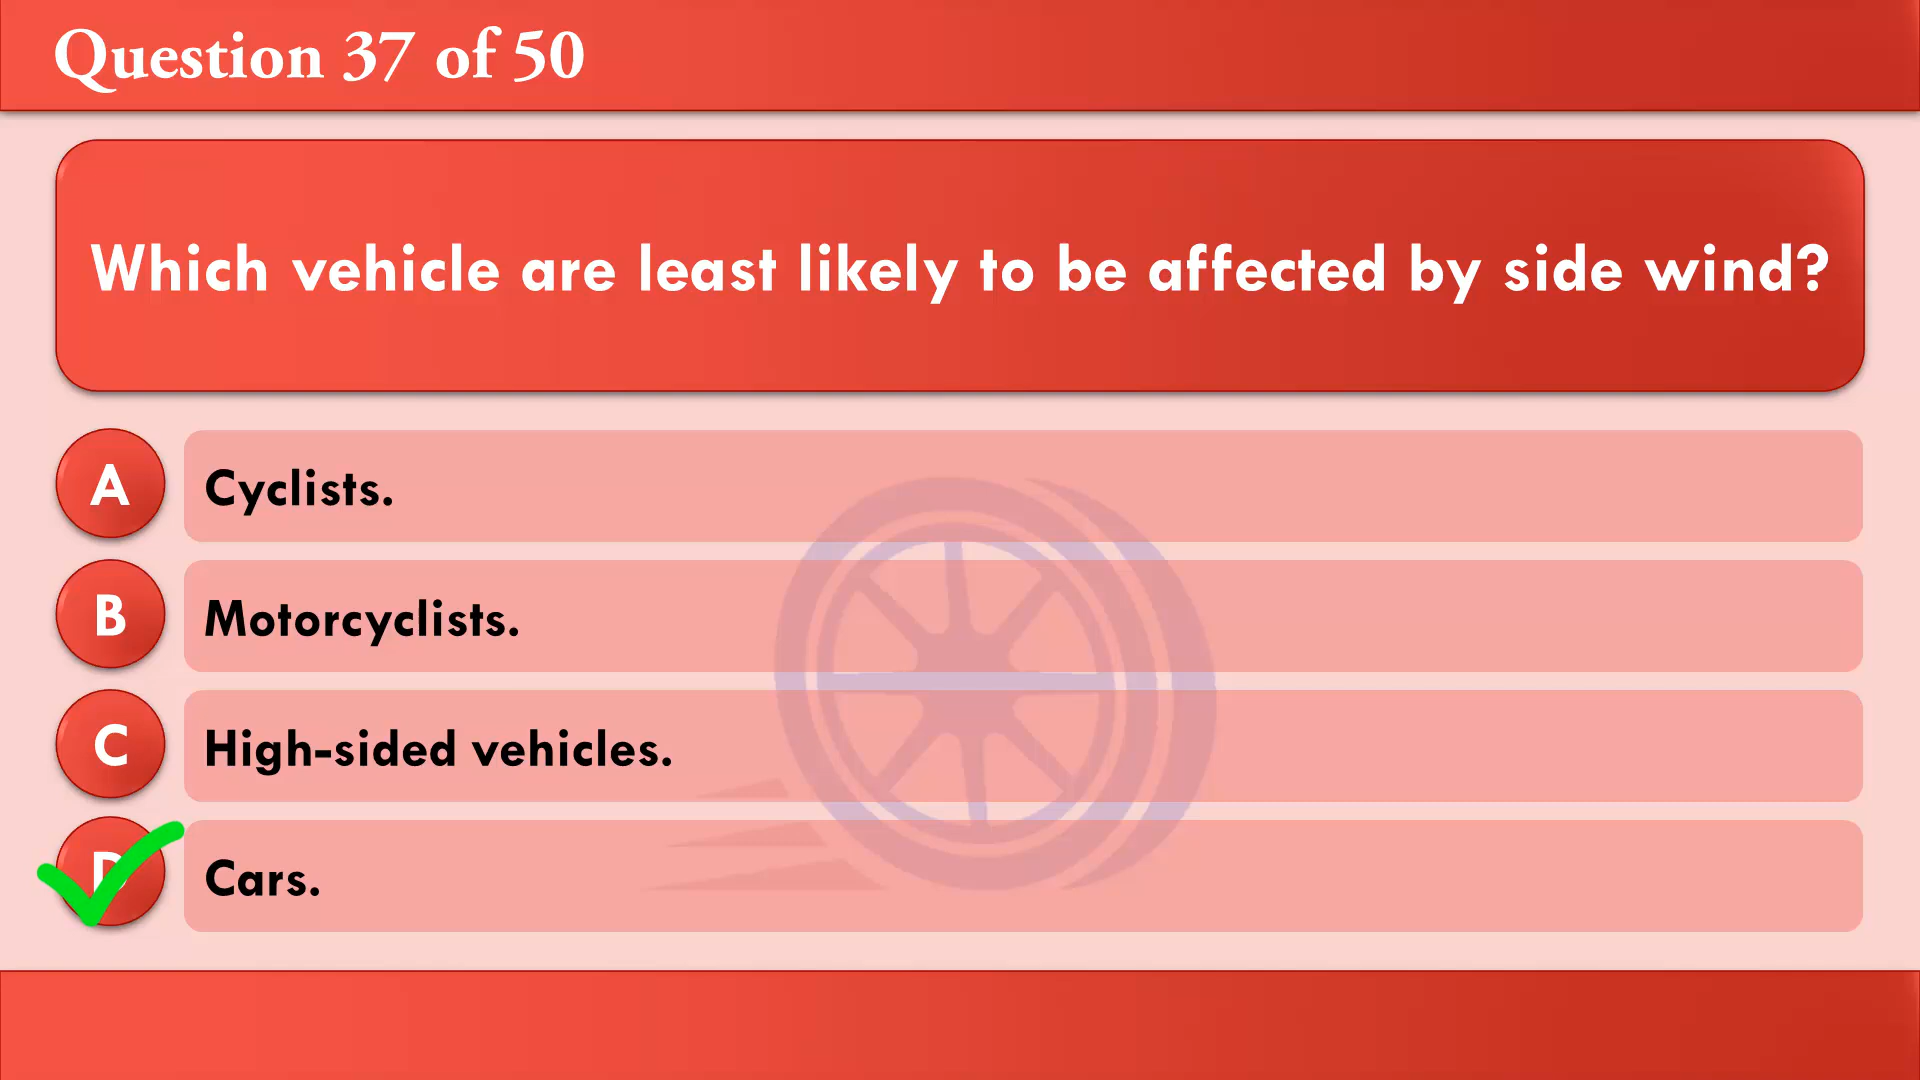 Question 37 of 50
Which vehicle are least likely to be affected by side wind?
A
Cyclists.
B
Motorcyclists.
C
High-sided vehicles.
D
Cars.